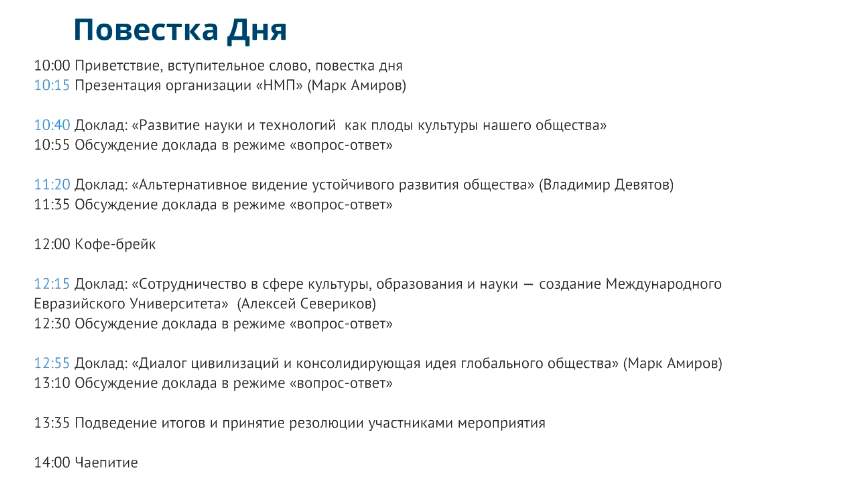 Повестка Дня
10:00 Приветствие, вступительное слово, повестка дня
10:15 Презентация организации «НМП» (Марк Амиров)
10:40 Доклад: «Развитие науки и технологий как плоды культуры нашего общества»
10:55 Обсуждение доклада в режиме «вопрос-ответ»
11:20 Доклад: «Альтернативное видение устойчивого развития общества» (Владимир Девятов)
11:35 Обсуждение доклада в режиме «вопрос-ответ»
12:00 Кофе-брейк
12:15 Доклад: «Сотрудничество в сфере культуры, образования и науки — создание Международного
Евразийского Университета» (Алексей Севериков)
12:30 Обсуждение доклада в режиме «вопрос-ответ»
12:55 Доклад: «Диалог цивилизаций и консолидирующая идея глобального общества» (Марк Амиров)
13:10 Обсуждение доклада в режиме «вопрос-ответ»
13:35 Подведение итогов и принятие резолюции участниками мероприятия
14:00 Чаепитие